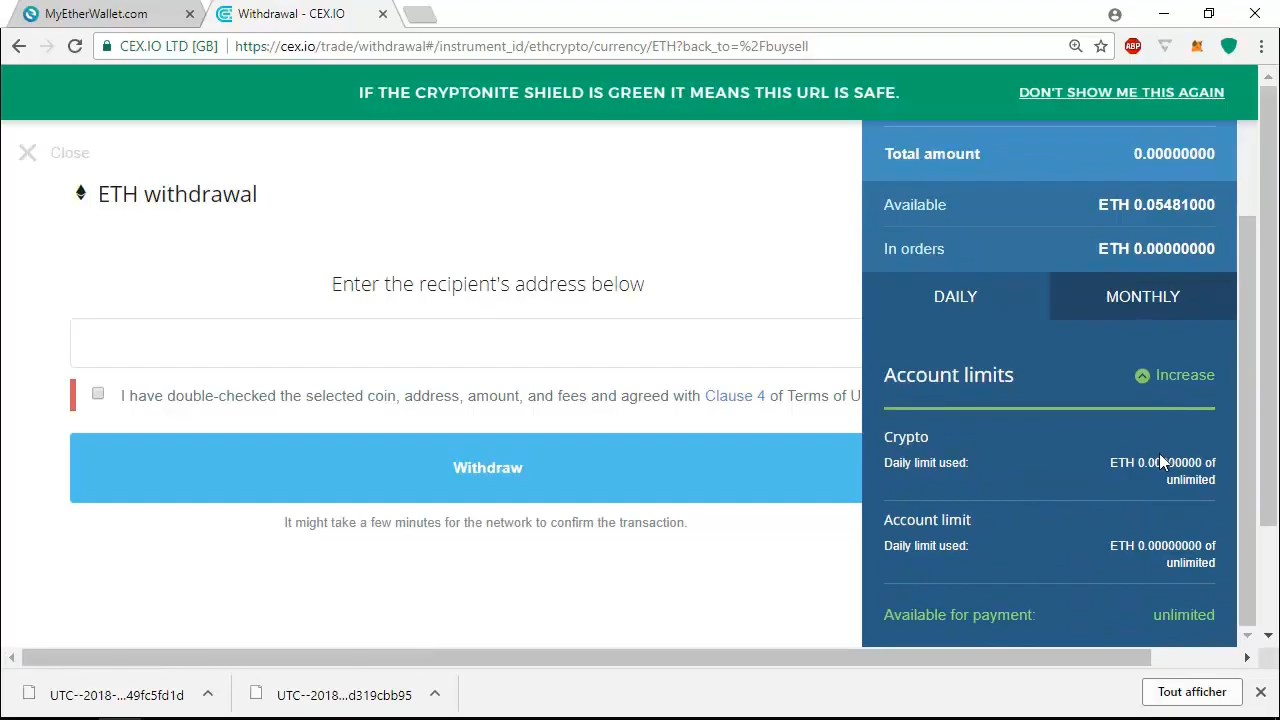 MyEtherWallet.com
Withdrawal - CEX.IO
CEX.IO LTD [GB]
https://cex.io/trade/withdrawal#/instrument_id/ethcrypto/currency/ETH?back_to=%2Fbuysell
ABP
IF THE CRYPTONITE SHIELD IS GREEN IT MEANS THIS URL IS SAFE.
DON'T SHOW ME THIS AGAIN
Close
ETH withdrawal
Enter the recipient's address below
I have double-checked the selected coin, address, amount, and fees and agreed with Clause 4 of Terms of U
Withdraw
It might take a few minutes for the network to confirm the transaction.
Total amount 0.00000000
Available ETH 0.05481000
In orders ETH 0.00000000
DAILY MONTHLY
Account limits Increase
Crypto
Daily limit used: ETH 0.00000000 of
unlimited
Account limit
Daily limit used: ETH 0.00000000 of
unlimited
Available for payment: unlimited
UTC--2018-...49fc5fd1d
UTC--2018...d319cbb95
Tout afficher